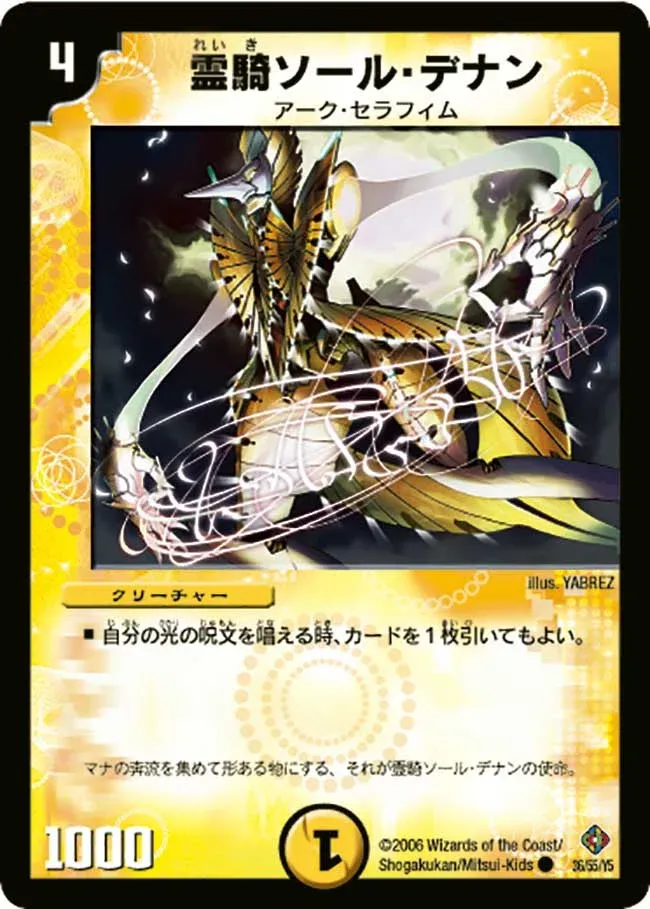 4
れいき
霊騎ソール・デナン
アーク・セラフィム
illus. YABREZ
クリーチャー
■ 自分の光の呪文を唱える時、カードを1枚引いてもよい。
マナの奔流を集めて形ある物にする、それが霊騎ソール・デナンの使命。
1000
1
©2006 Wizards of the Coast/
Shogakukan/Mitsui-Kids ● 36/55/Y5